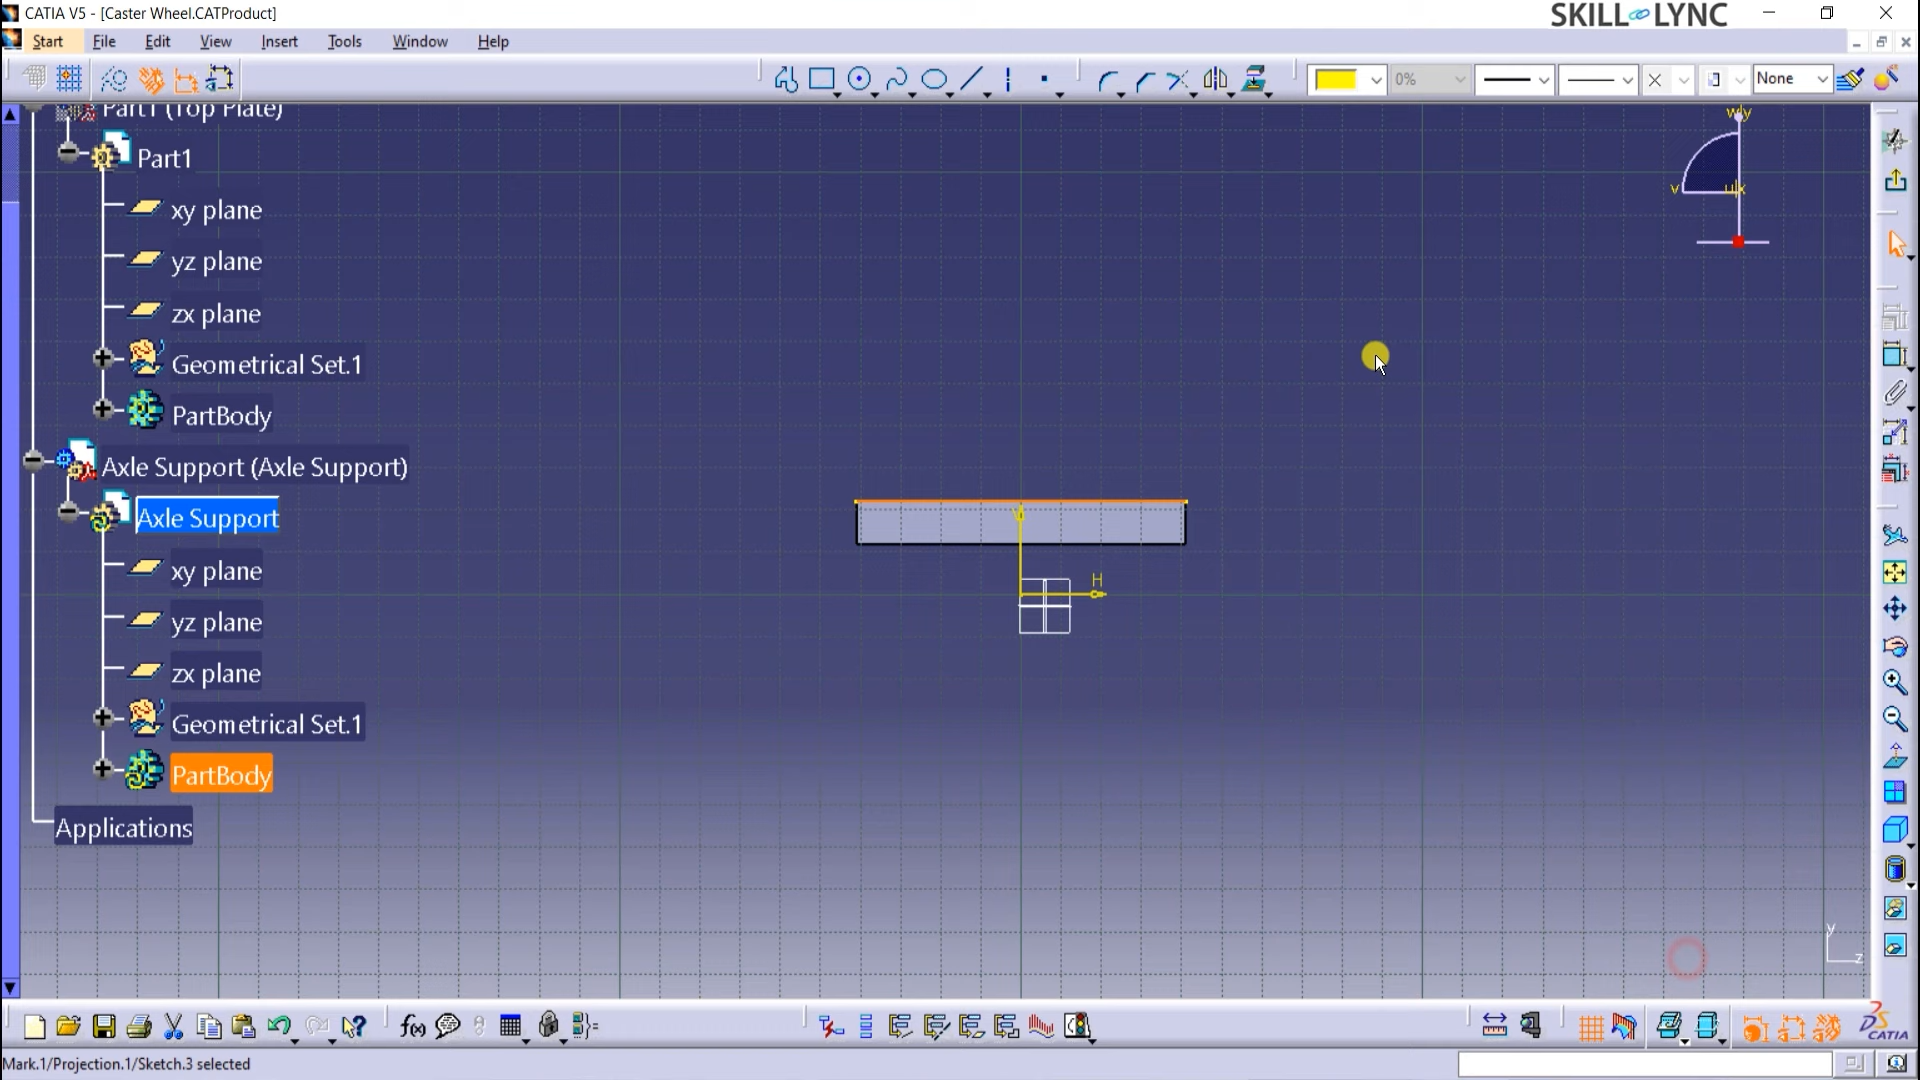 CATIA V5 - [Caster Wheel.CATProduct]
SKILL LYNC
Start File Edit View Insert Tools Window Help
0%
None
Part1 (Top Plate)
Part1
xy plane
yz plane
zx plane
Geometrical Set.1
PartBody
Axle Support (Axle Support)
Axle Support
xy plane
yz plane
zx plane
Geometrical Set.1
PartBody
Applications
v
H
y
z
f(x)
CATIA
Mark.1/Projection.1/Sketch.3 selected